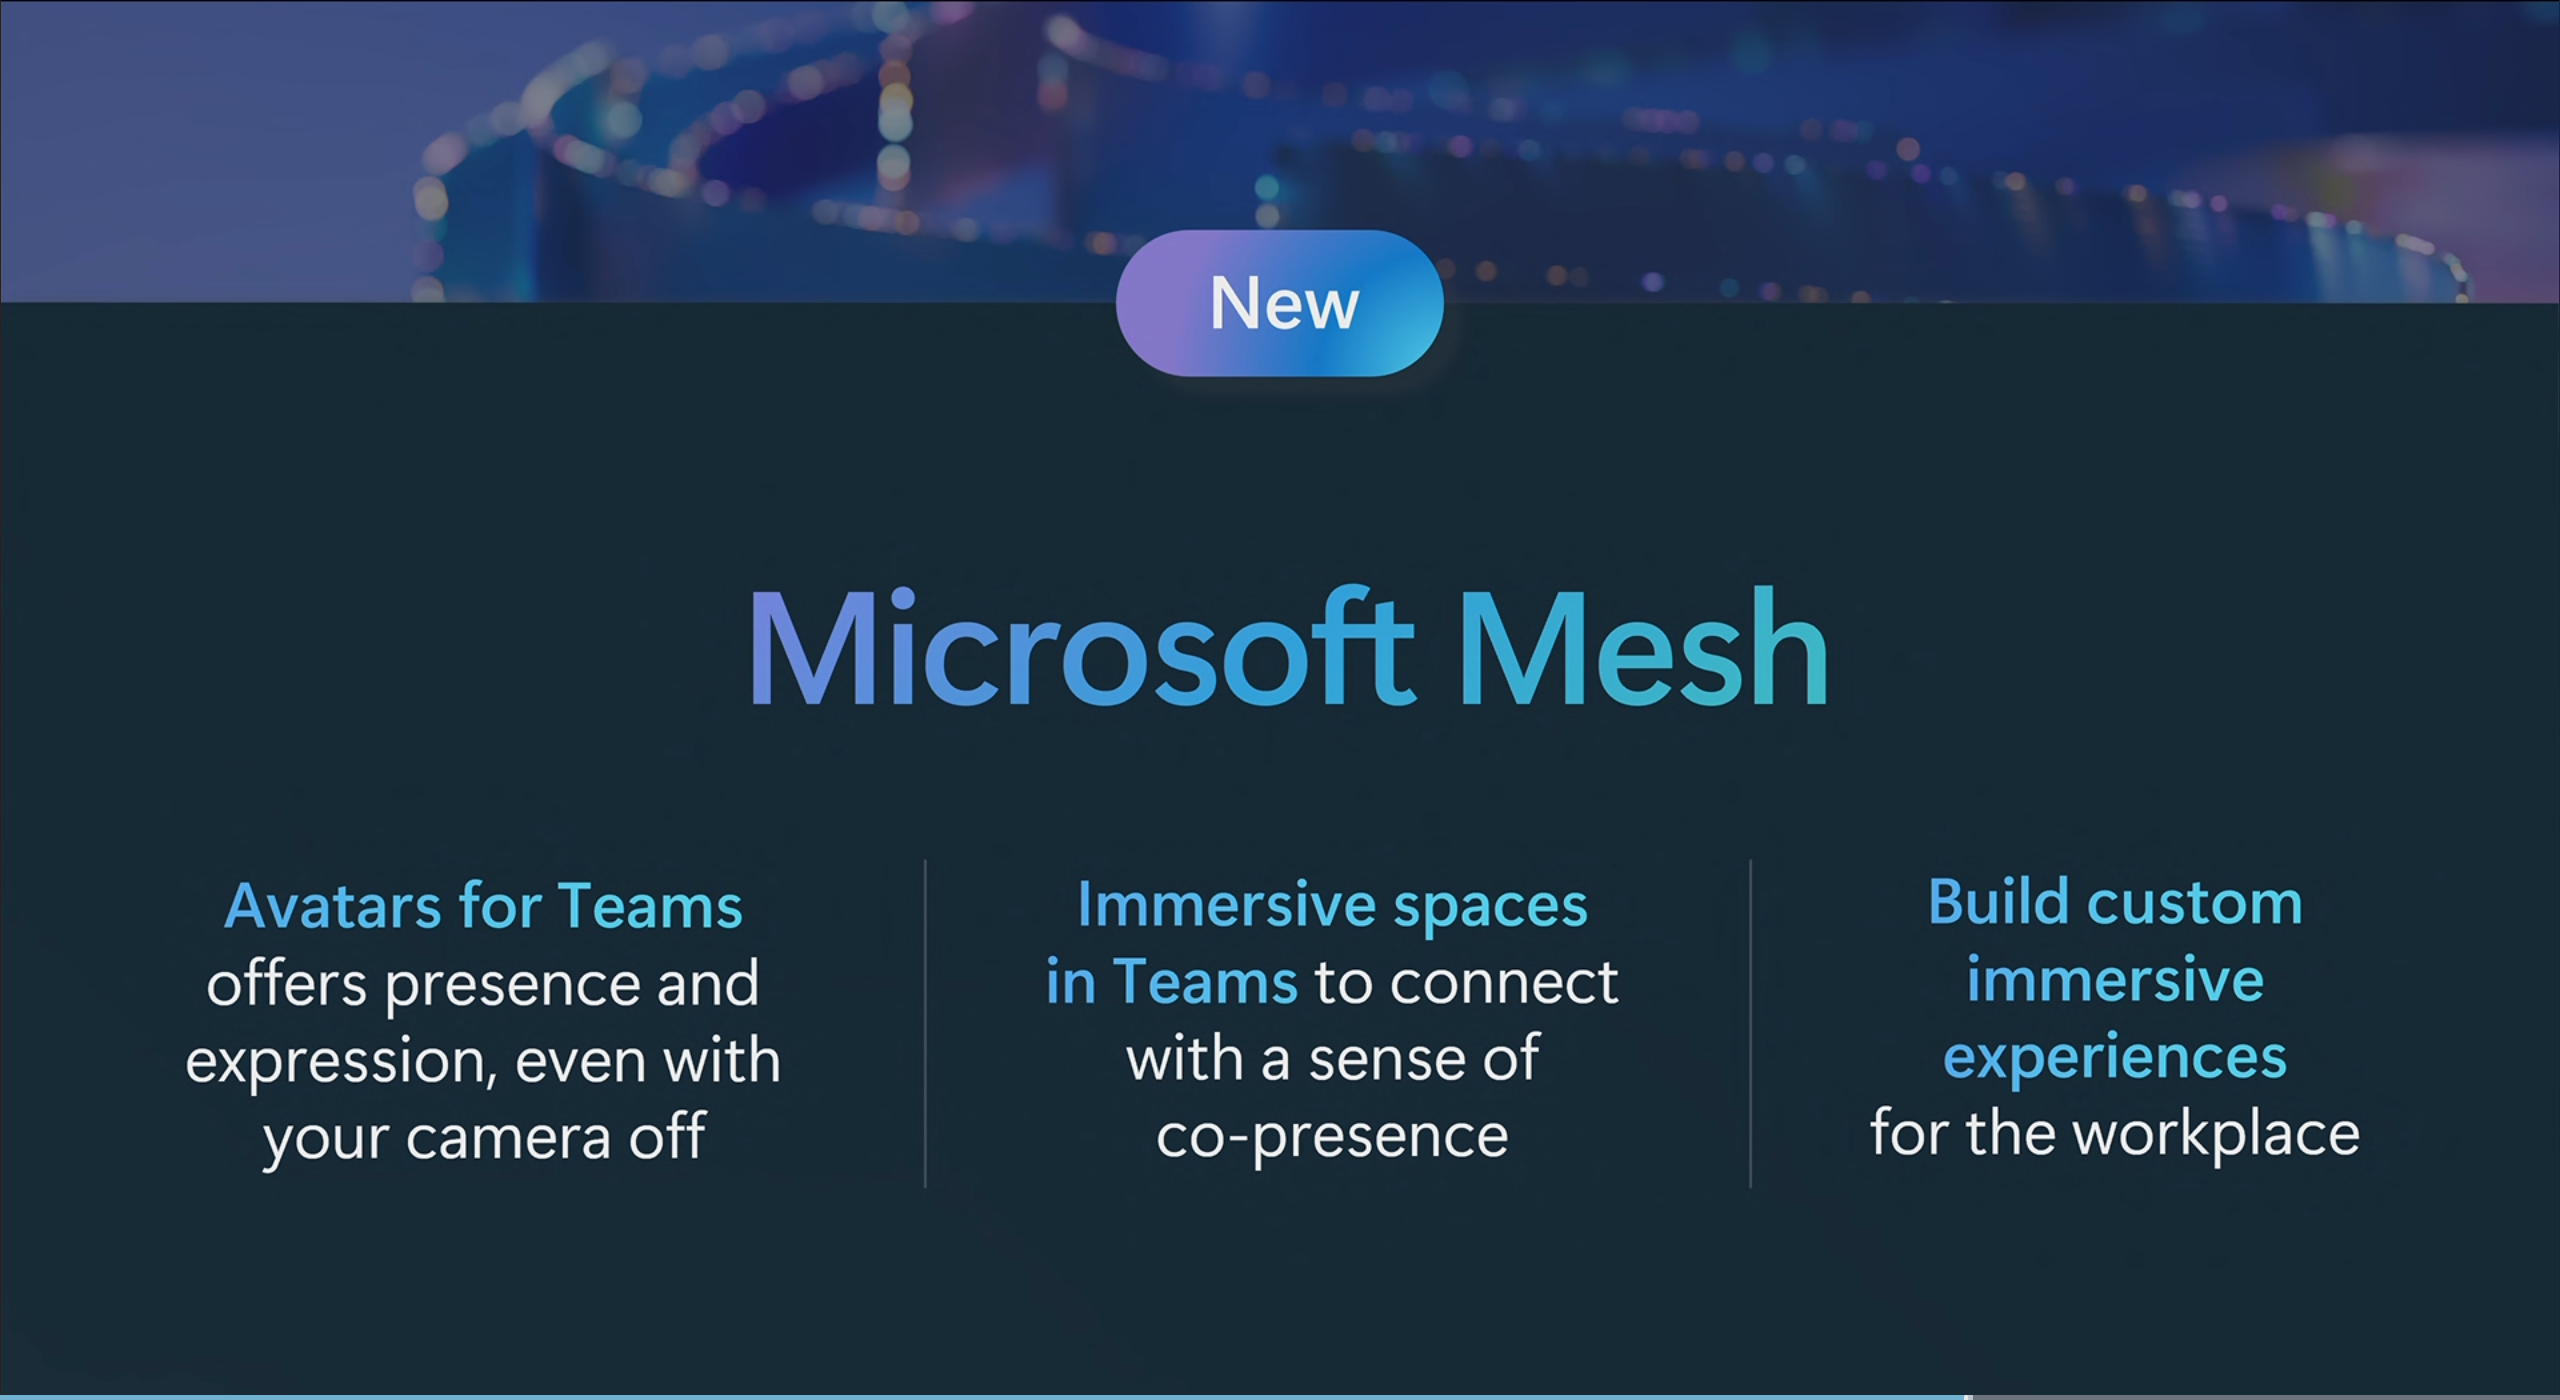 New
Microsoft Mesh
Avatars for Teams
offers presence and
expression, even with
your camera off
Immersive spaces
in Teams to connect
with a sense of
co-presence
Build custom
immersive
experiences
for the workplace